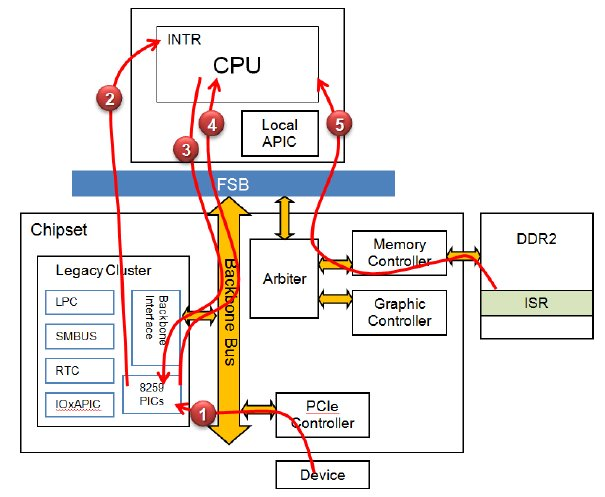 INTR
CPU
2
3
4
5
Local
APIC
FSB
Chipset
Legacy Cluster
LPC
SMBUS
RTC
IOxAPIC
Backbone
Interface
8259
PICs
Backbone Bus
Arbiter
Memory
Controller
Graphic
Controller
DDR2
ISR
1
PCIe
Controller
Device